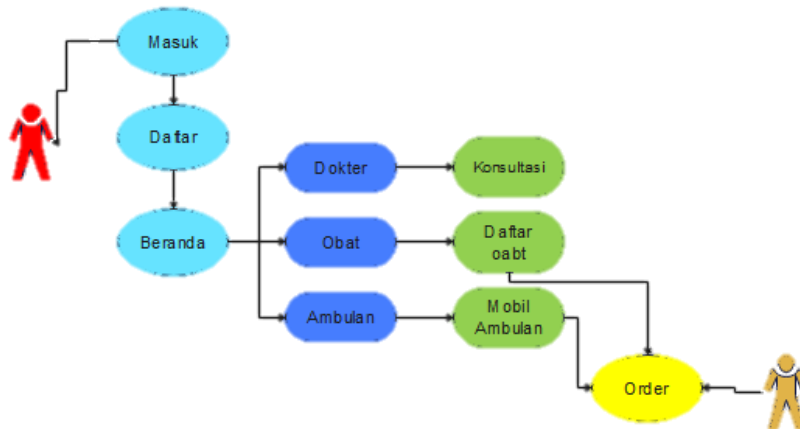 Masuk
Daftar
Beranda
Dokter
Konsultasi
Obat
Daftar
oabt
Ambulan
Mobil
Ambulan
Order